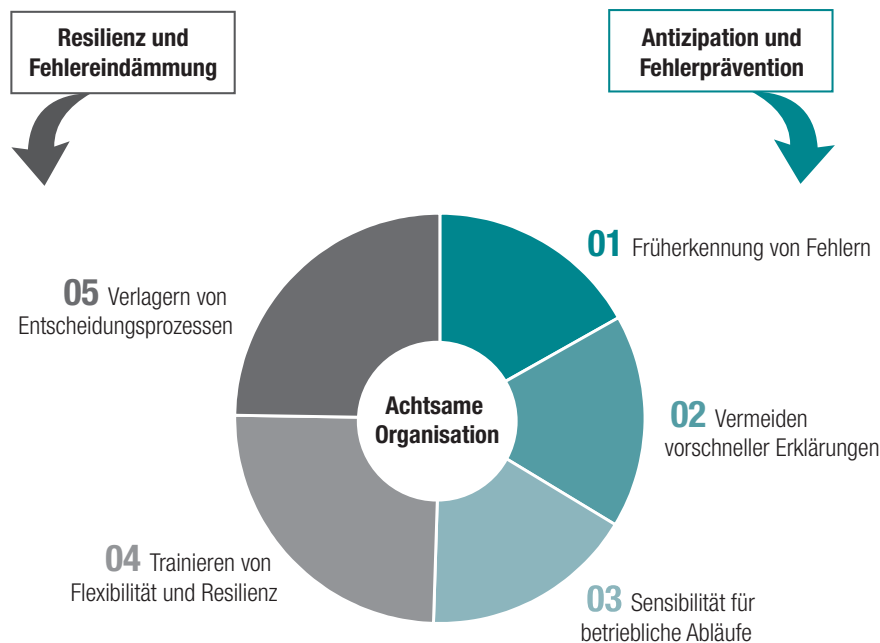 Resilienz und
Fehlereindämmung
Antizipation und
Fehlerprävention
01 Früherkennung von Fehlern
02 Vermeiden
vorschneller Erklärungen
03 Sensibilität für
betriebliche Abläufe
04 Trainieren von
Flexibilität und Resilienz
05 Verlagern von
Entscheidungsprozessen
Achtsame
Organisation